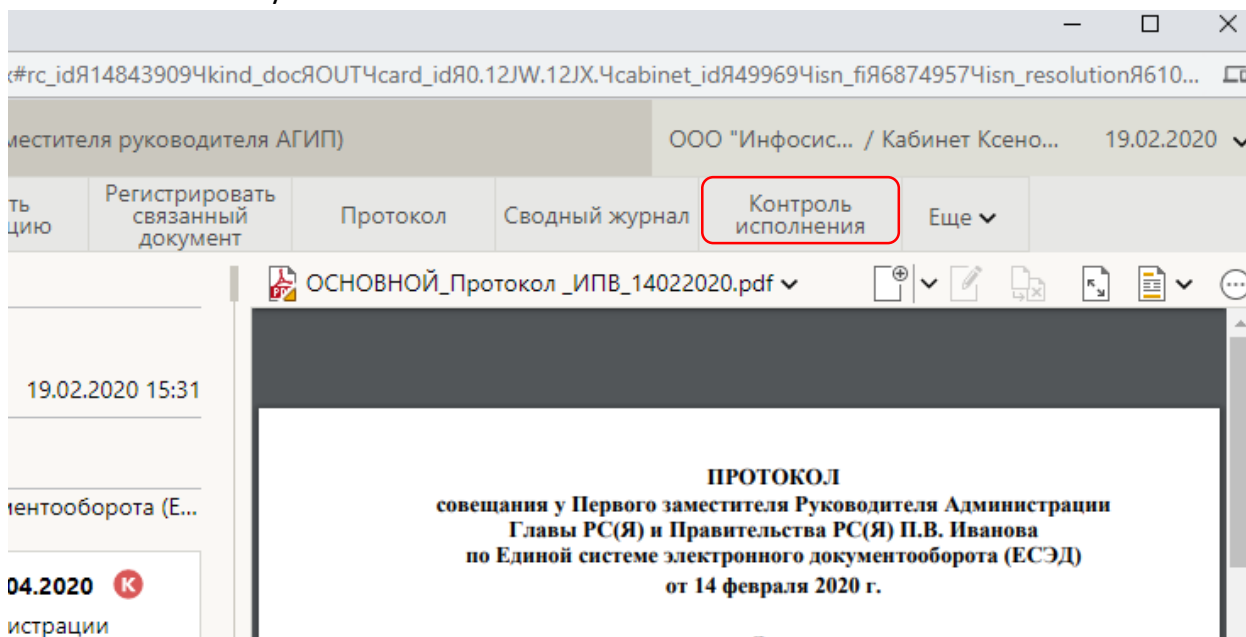 x#rc_idЯ14843909Чkind_docЯOUTЧcard_idЯ0.12JW.12JX.Чcabinet_idЯ49969Чisn_fiЯ6874957Чisn_resolutionЯ610...
местителя руководителя АГИП)
ООО "Инфосис... / Кабинет Ксено...
19.02.2020
ть
цию
Регистрировать
связанный
документ
Протокол
Сводный журнал
Контроль
исполнения
Еще
ОСНОВНОЙ_Протокол _ИПВ_14022020.pdf
19.02.2020 15:31
ментооборота (Е...
04.2020 К
истрации
ПРОТОКОЛ
совещания у Первого заместителя Руководителя Администрации
Главы РС(Я) и Правительства РС(Я) П.В. Иванова
по Единой системе электронного документооборота (ЕСЭД)
от 14 февраля 2020 г.